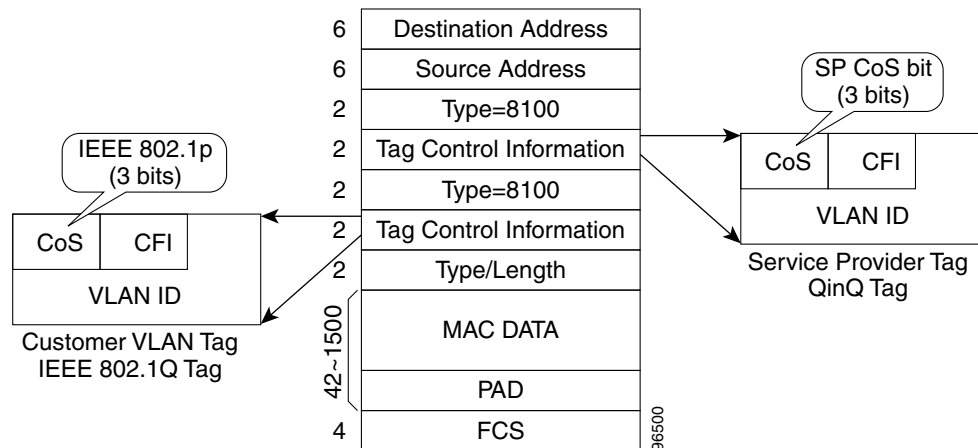 6 Destination Address
6 Source Address
2 Type=8100
2 Tag Control Information
2 Type=8100
2 Tag Control Information
2 Type/Length
42~1500
MAC DATA
PAD
4 FCS
IEEE 802.1p
(3 bits)
CoS CFI
VLAN ID
Customer VLAN Tag
IEEE 802.1Q Tag
SP CoS bit
(3 bits)
CoS CFI
VLAN ID
Service Provider Tag
QinQ Tag
96500